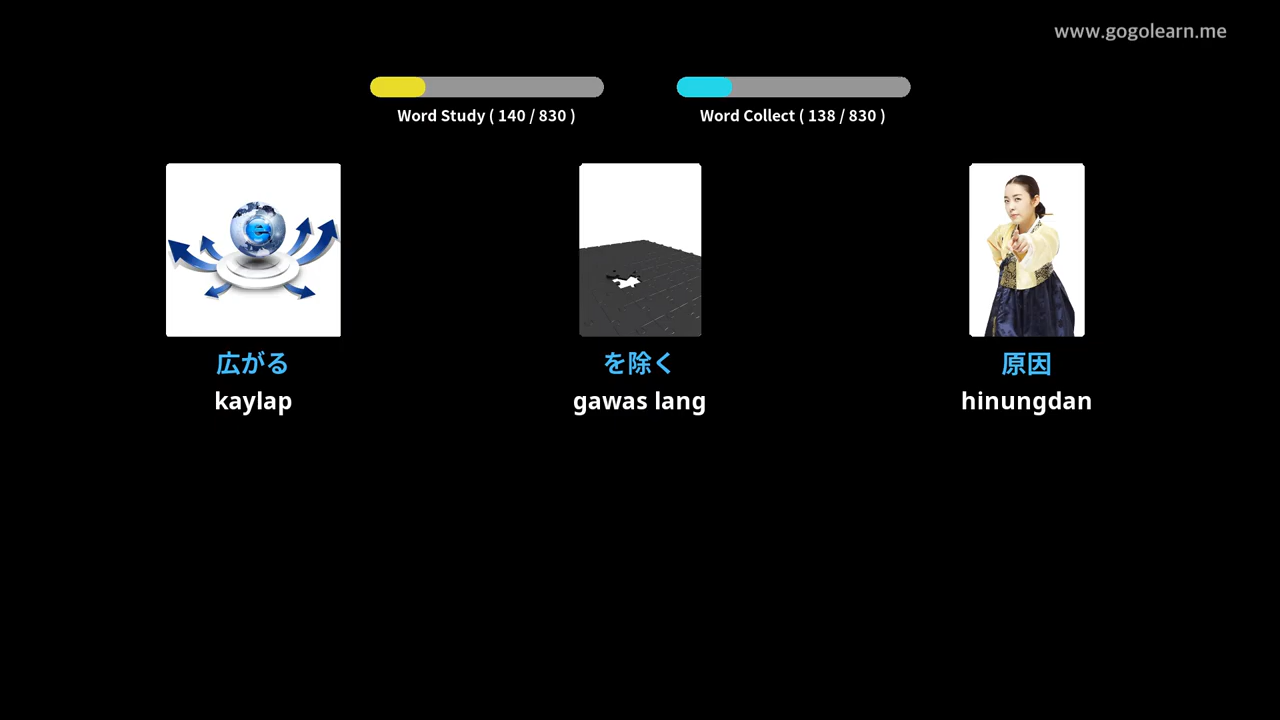 www.gogolearn.me
Word Study ( 140 / 830 )
Word Collect ( 138 / 830 )
e
広がる
kaylap
を除く
gawas lang
原因
hinungdan